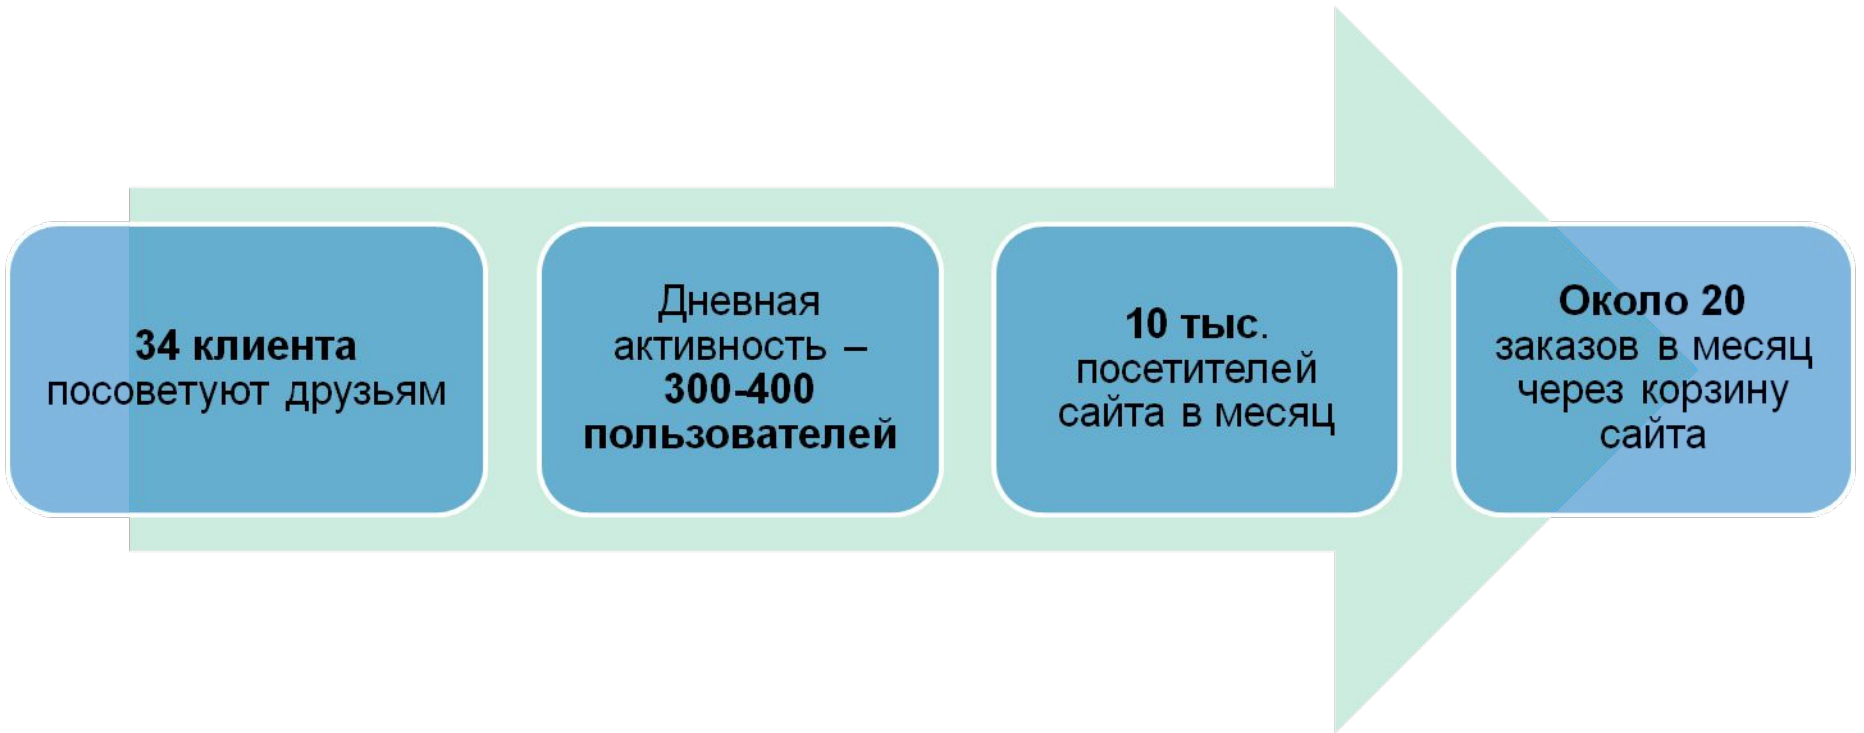 34 клиента
посоветуют друзьям
Дневная
активность –
300-400
пользователей
10 тыс.
посетителей
сайта в месяц
Около 20
заказов в месяц
через корзину
сайта